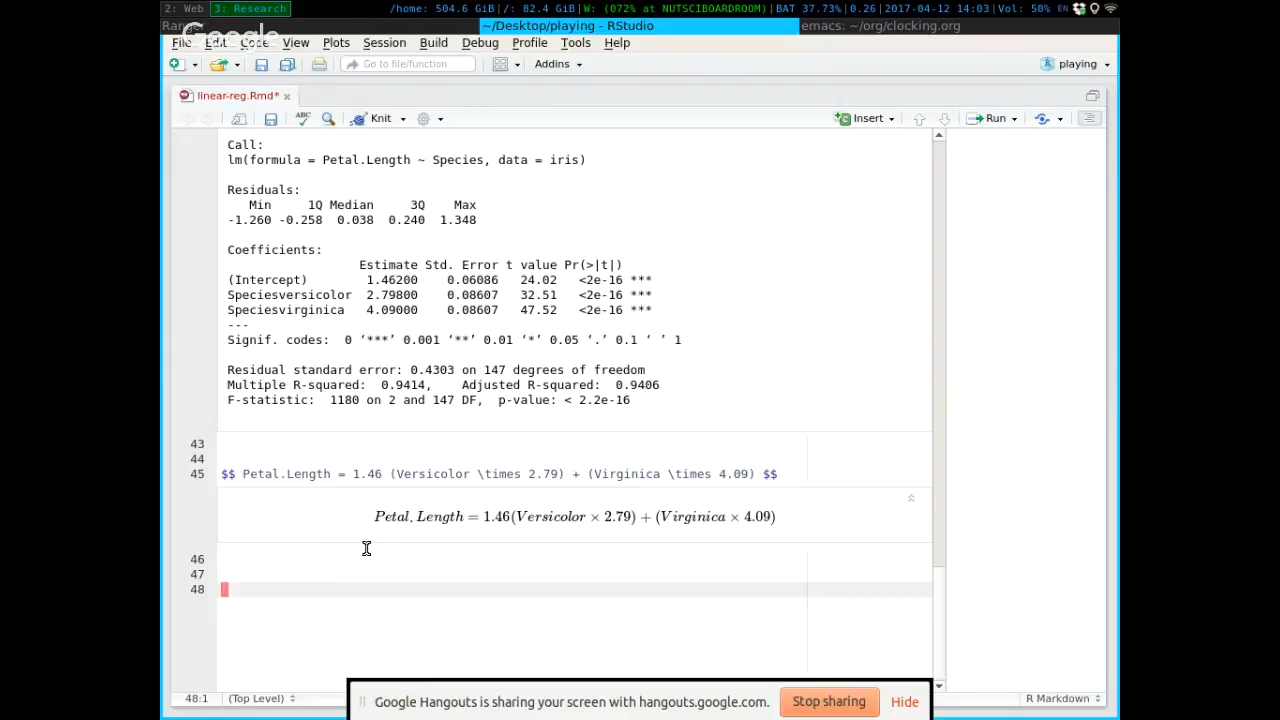 2: Web 3: Research /home: 504.6 GiB|/: 82.4 GiB|W: (072% at NUTSCIBOARDROOM)|BAT 37.73%|0.26|2017-04-12 14:03|Vol: 50% EN
~/Desktop/playing - RStudio emacs: ~/org/clocking.org
Google
File Edit Code View Plots Session Build Debug Profile Tools Help
Go to file/function Addins playing
linear-reg.Rmd*
ABC Knit Insert Run
Call:
lm(formula = Petal.Length ~ Species, data = iris)
Residuals:
Min 1Q Median 3Q Max
-1.260 -0.258 0.038 0.240 1.348
Coefficients:
Estimate Std. Error t value Pr(>|t|)
(Intercept) 1.46200 0.06086 24.02 <2e-16 ***
Speciesversicolor 2.79800 0.08607 32.51 <2e-16 ***
Speciesvirginica 4.09000 0.08607 47.52 <2e-16 ***
---
Signif. codes: 0 ‘***’ 0.001 ‘**’ 0.01 ‘*’ 0.05 ‘.’ 0.1 ‘ ’ 1
Residual standard error: 0.4303 on 147 degrees of freedom
Multiple R-squared: 0.9414, Adjusted R-squared: 0.9406
F-statistic: 1180 on 2 and 147 DF, p-value: < 2.2e-16
43
44
45 $$ Petal.Length = 1.46 (Versicolor \times 2.79) + (Virginica \times 4.09) $$
Petal.Length = 1.46(Versicolor × 2.79) + (Virginica × 4.09)
46
47
48
48:1 (Top Level) R Markdown
Google Hangouts is sharing your screen with hangouts.google.com. Stop sharing Hide